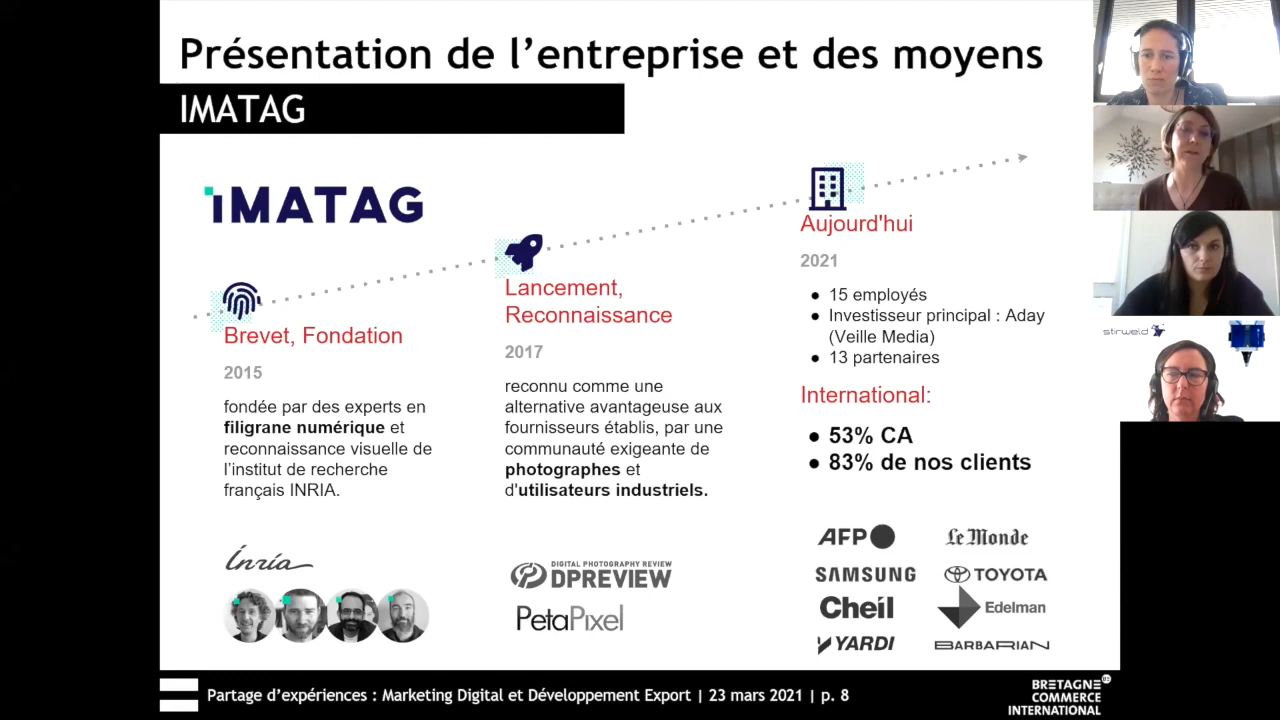 Présentation de l'entreprise et des moyens
IMATAG
iMATAG
Brevet, Fondation
2015
fondée par des experts en
filigrane numérique et
reconnaissance visuelle de
l'institut de recherche
français INRIA.
Inria
Lancement,
Reconnaissance
2017
reconnu comme une
alternative avantageuse aux
fournisseurs établis, par une
communauté exigeante de
photographes et
d'utilisateurs industriels.
DIGITAL PHOTOGRAPHY REVIEW
DPREVIEW
PetaPixel
Aujourd'hui
2021
● 15 employés
● Investisseur principal : Aday
(Veille Media)
● 13 partenaires
International:
● 53% CA
● 83% de nos clients
AFP
Le Monde
SAMSUNG
TOYOTA
Cheil
Edelman
YARDI
BARBARIAN
stirweld
Partage d'expériences : Marketing Digital et Développement Export | 23 mars 2021 | p. 8
BRETAGNE
COMMERCE
INTERNATIONAL